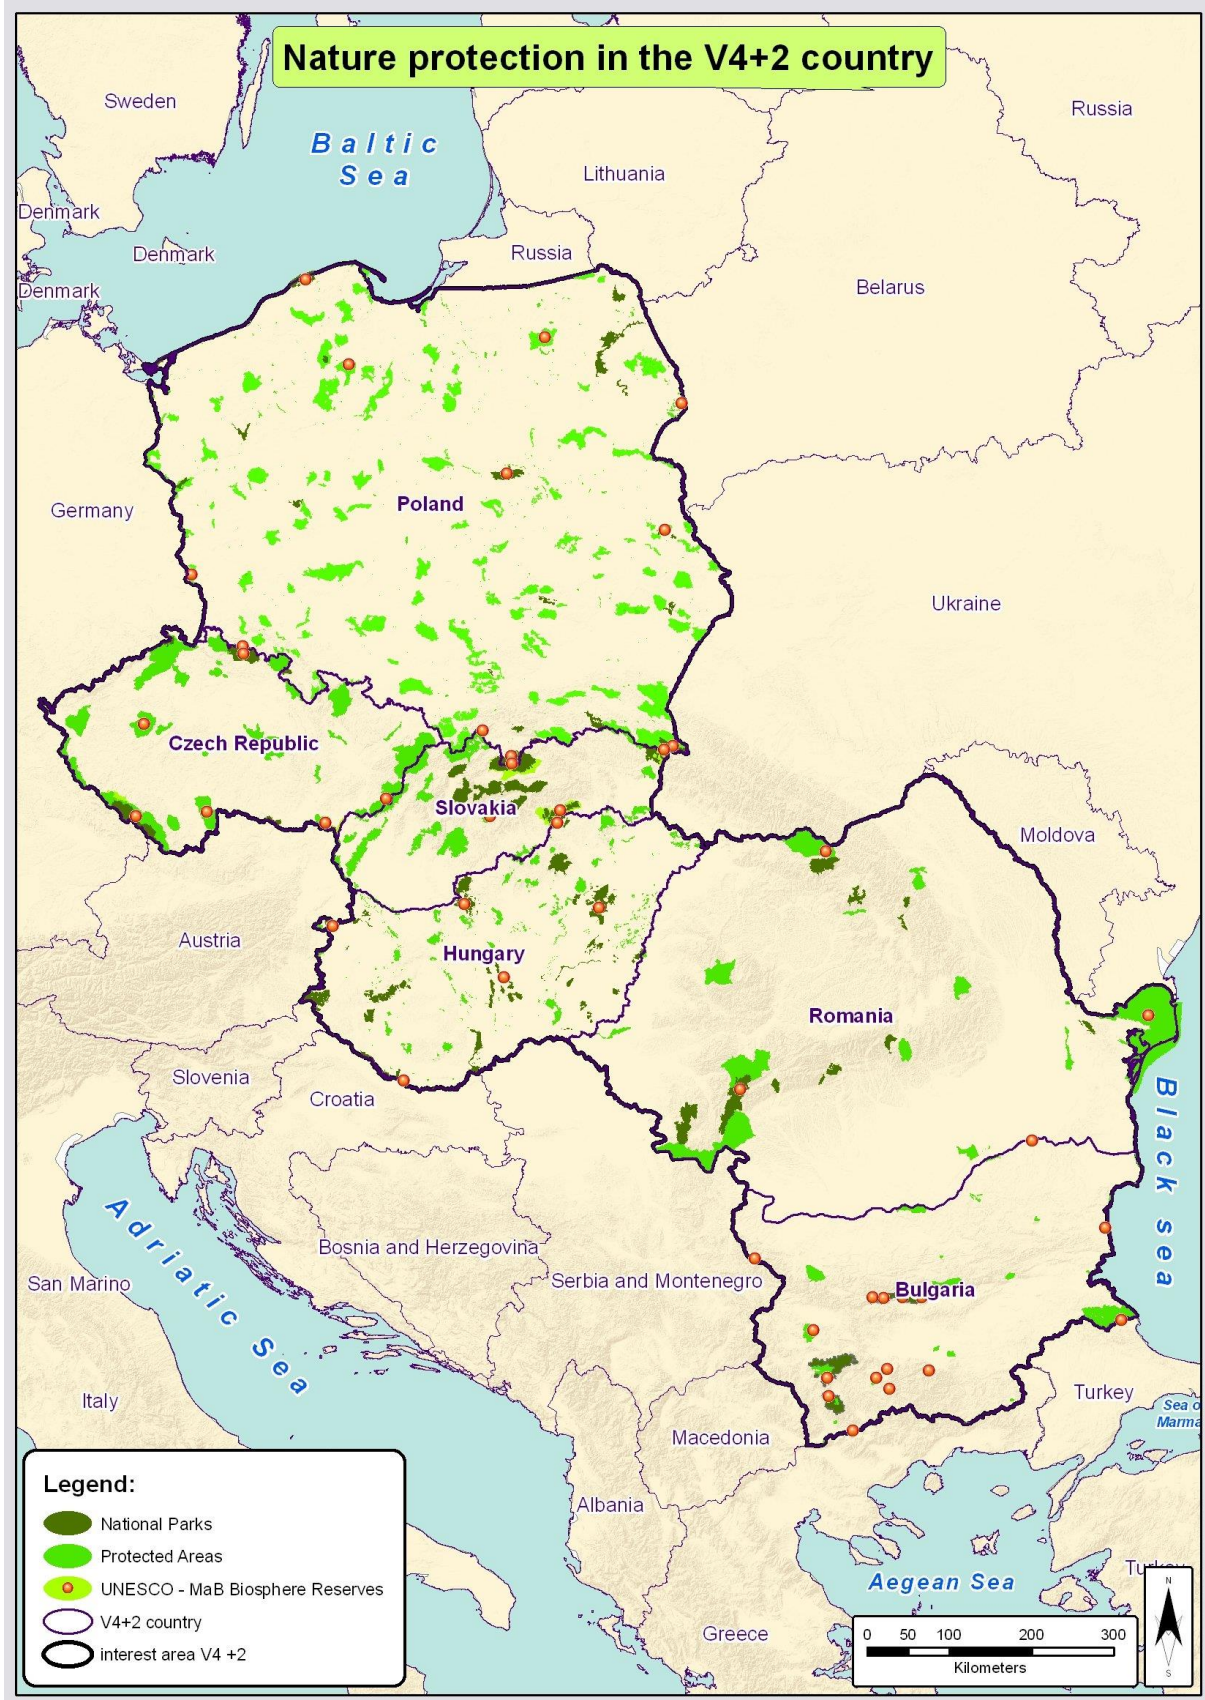 Nature protection in the V4+2 country
Sweden
Russia
Baltic
Sea
Lithuania
Denmark
Denmark
Russia
Denmark
Belarus
Germany
Poland
Ukraine
Czech Republic
Slovakia
Moldova
Austria
Hungary
Romania
Slovenia
Croatia
Black sea
Adriatic Sea
Bosnia and Herzegovina
San Marino
Serbia and Montenegro
Bulgaria
Italy
Turkey
Sea o
Marma
Macedonia
Albania
Turkey
Aegean Sea
Greece
Legend:
National Parks
Protected Areas
UNESCO - MaB Biosphere Reserves
V4+2 country
interest area V4 +2
0 50 100 200 300
Kilometers
N
S